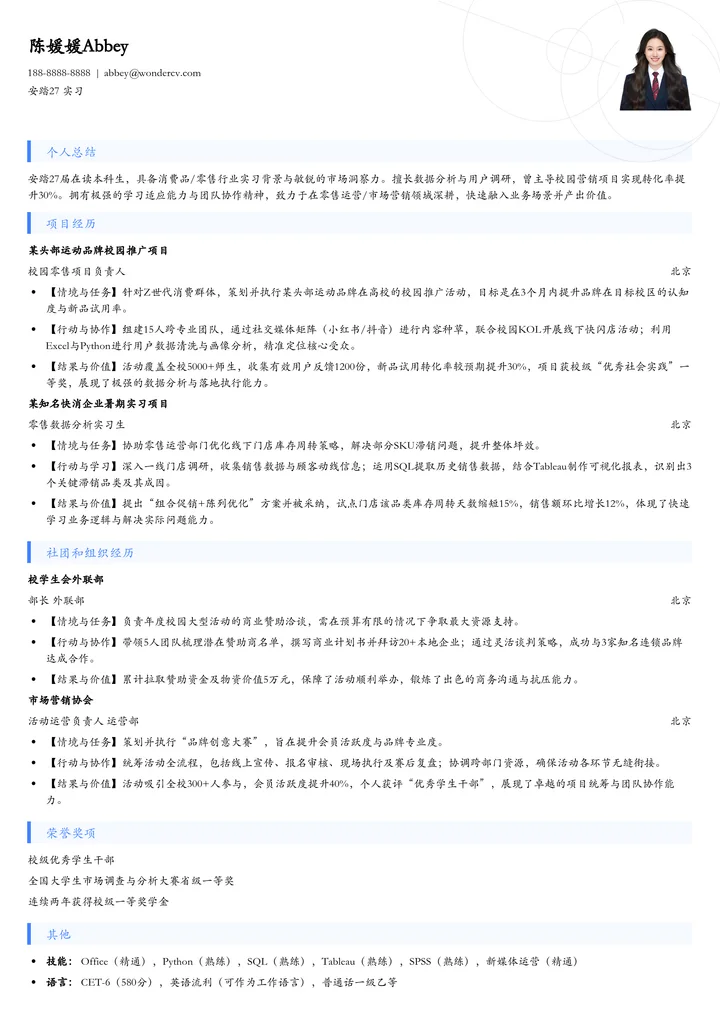 陈媛媛Abbey
188-8888-8888 | abbey@wondercv.com
安踏27 实习
个人总结
安踏27届在读本科生，具备消费品/零售行业实习背景与敏锐的市场洞察力。擅长数据分析与用户调研，曾主导校园营销项目实现转化率提
升30%。拥有极强的学习适应能力与团队协作精神，致力于在零售运营/市场营销领域深耕，快速融入业务场景并产出价值。
项目经历
某头部运动品牌校园推广项目
校园零售项目负责人 北京
• 【情境与任务】针对Z世代消费群体，策划并执行某头部运动品牌在高校的校园推广活动，目标是在3个月内提升品牌在目标校区的认知
度与新品试用率。
• 【行动与协作】组建15人跨专业团队，通过社交媒体矩阵（小红书/抖音）进行内容种草，联合校园KOL开展线下快闪店活动；利用
Excel与Python进行用户数据清洗与画像分析，精准定位核心受众。
• 【结果与价值】活动覆盖全校5000+师生，收集有效用户反馈1200份，新品试用转化率较预期提升30%，项目获校级“优秀社会实践”一
等奖，展现了极强的数据分析与落地执行能力。
某知名快消企业暑期实习项目
零售数据分析实习生 北京
• 【情境与任务】协助零售运营部门优化线下门店库存周转策略，解决部分SKU滞销问题，提升整体坪效。
• 【行动与学习】深入一线门店调研，收集销售数据与顾客动线信息；运用SQL提取历史销售数据，结合Tableau制作可视化报表，识别出3
个关键滞销品类及其成因。
• 【结果与价值】提出“组合促销+陈列优化”方案并被采纳，试点门店该品类库存周转天数缩短15%，销售额环比增长12%，体现了快速
学习业务逻辑与解决实际问题能力。
社团和组织经历
校学生会外联部
部长 外联部 北京
• 【情境与任务】负责年度校园大型活动的商业赞助洽谈，需在预算有限的情况下争取最大资源支持。
• 【行动与协作】带领5人团队梳理潜在赞助商名单，撰写商业计划书并拜访20+本地企业；通过灵活谈判策略，成功与3家知名连锁品牌
达成合作。
• 【结果与价值】累计拉取赞助资金及物资价值5万元，保障了活动顺利举办，锻炼了出色的商务沟通与抗压能力。
市场营销协会
活动运营负责人 运营部 北京
• 【情境与任务】策划并执行“品牌创意大赛”，旨在提升会员活跃度与品牌专业度。
• 【行动与协作】统筹活动全流程，包括线上宣传、报名审核、现场执行及赛后复盘；协调跨部门资源，确保活动各环节无缝衔接。
• 【结果与价值】活动吸引全校300+人参与，会员活跃度提升40%，个人获评“优秀学生干部”，展现了卓越的项目统筹与团队协作能
力。
荣誉奖项
校级优秀学生干部
全国大学生市场调查与分析大赛省级一等奖
连续两年获得校级一等奖学金
其他
• 技能： Office（精通）, Python（熟练）, SQL（熟练）, Tableau（熟练）, SPSS（熟练）, 新媒体运营（精通）
• 语言： CET-6（580分）, 英语流利（可作为工作语言）, 普通话一级乙等